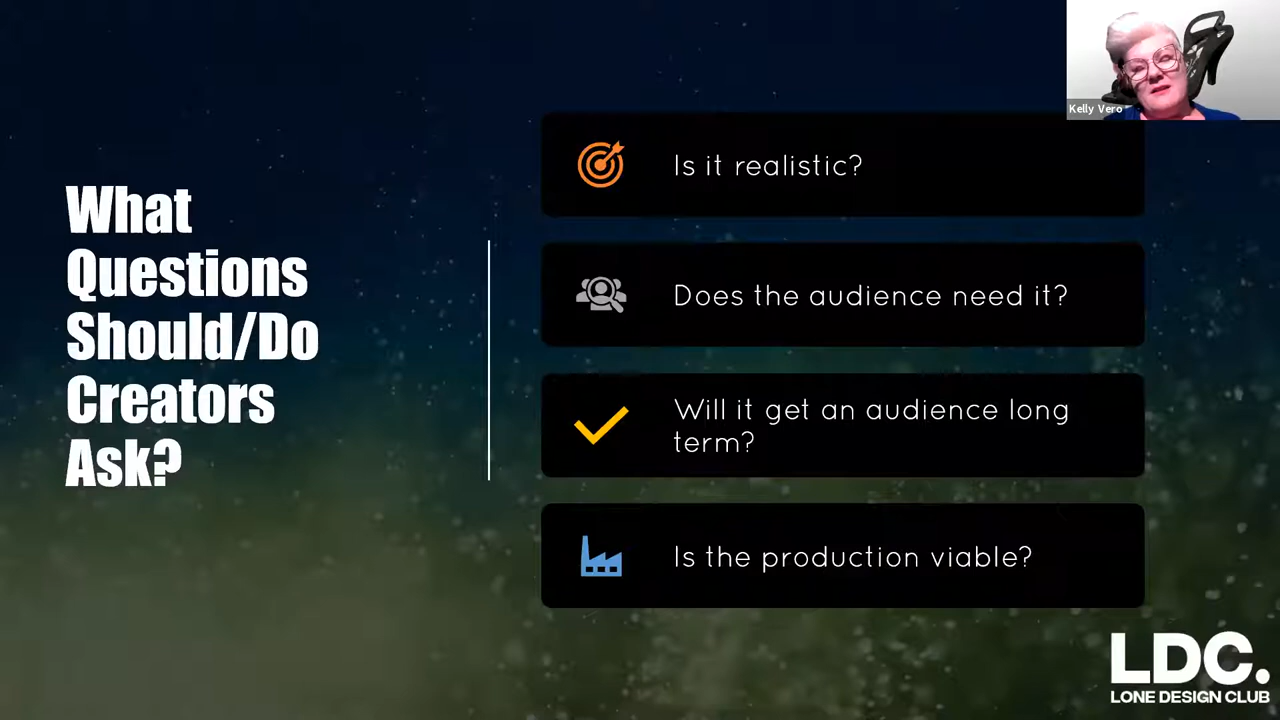 What
Questions
Should/Do
Creators
Ask?
Is it realistic?
Does the audience need it?
Will it get an audience long
term?
Is the production viable?
Kelly Vero
LDC.
LONE DESIGN CLUB